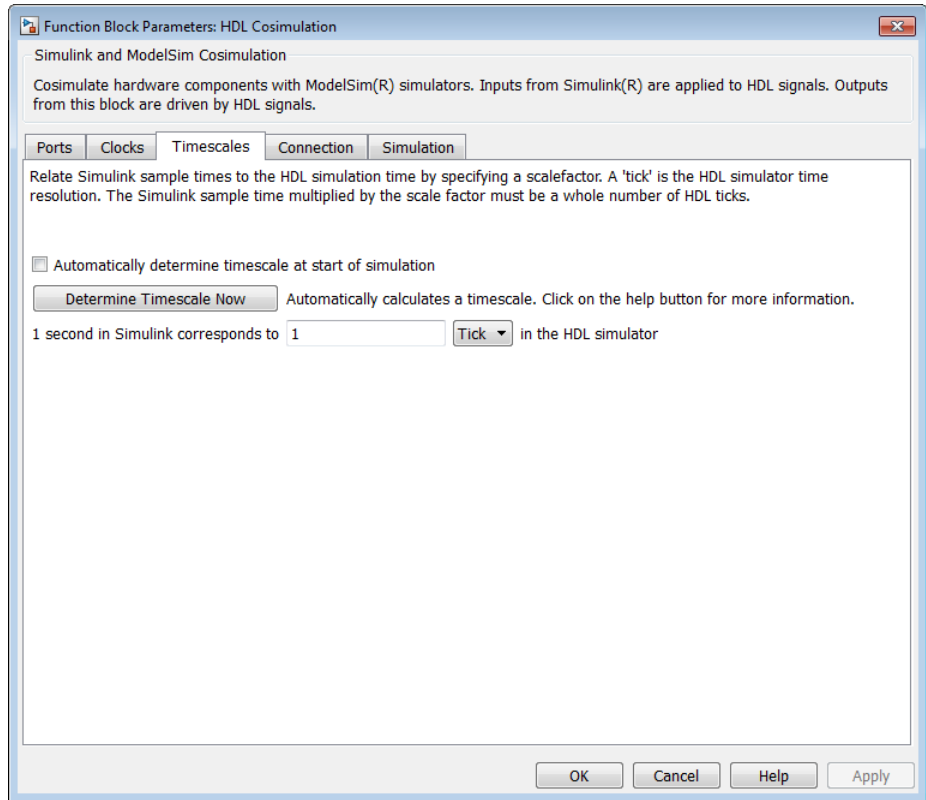 Function Block Parameters: HDL Cosimulation
Simulink and ModelSim Cosimulation
Cosimulate hardware components with ModelSim(R) simulators. Inputs from Simulink(R) are applied to HDL signals. Outputs
from this block are driven by HDL signals.
Ports Clocks Timescales Connection Simulation
Relate Simulink sample times to the HDL simulation time by specifying a scalefactor. A 'tick' is the HDL simulator time
resolution. The Simulink sample time multiplied by the scale factor must be a whole number of HDL ticks.
Automatically determine timescale at start of simulation
Determine Timescale Now Automatically calculates a timescale. Click on the help button for more information.
1 second in Simulink corresponds to 1 Tick in the HDL simulator
OK Cancel Help Apply